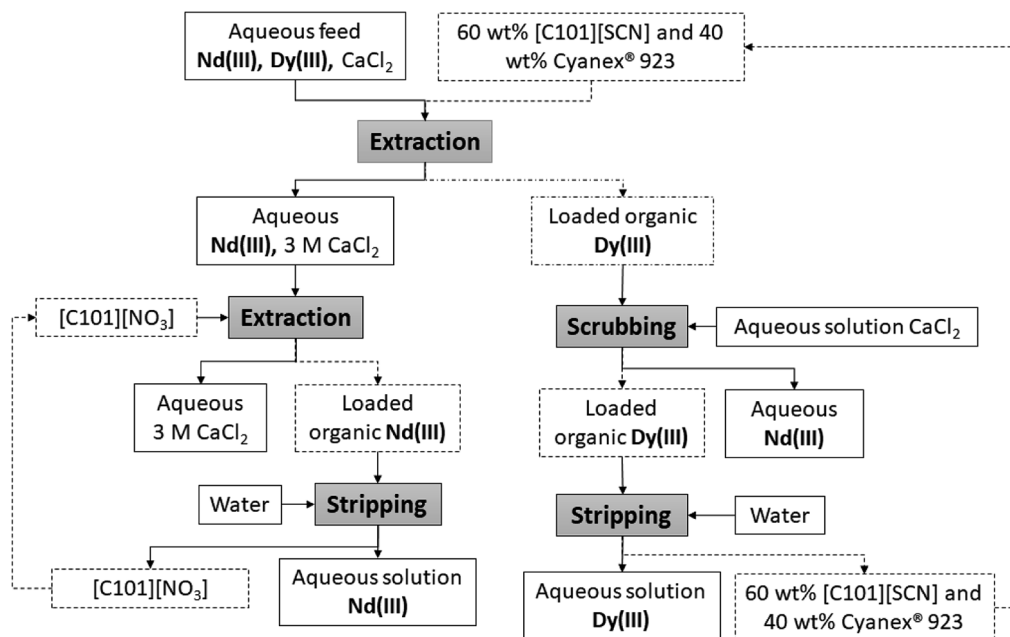 Aqueous feed
Nd(III), Dy(III), CaCl₂
60 wt% [C101][SCN] and 40
wt% Cyanex® 923
Extraction
Aqueous
Nd(III), 3 M CaCl₂
Loaded organic
Dy(III)
[C101][NO₃]
Extraction
Scrubbing
Aqueous solution CaCl₂
Aqueous
3 M CaCl₂
Loaded
organic Nd(III)
Loaded
organic Dy(III)
Aqueous
Nd(III)
Water
Stripping
Stripping
Water
[C101][NO₃]
Aqueous solution
Nd(III)
Aqueous solution
Dy(III)
60 wt% [C101][SCN] and
40 wt% Cyanex® 923